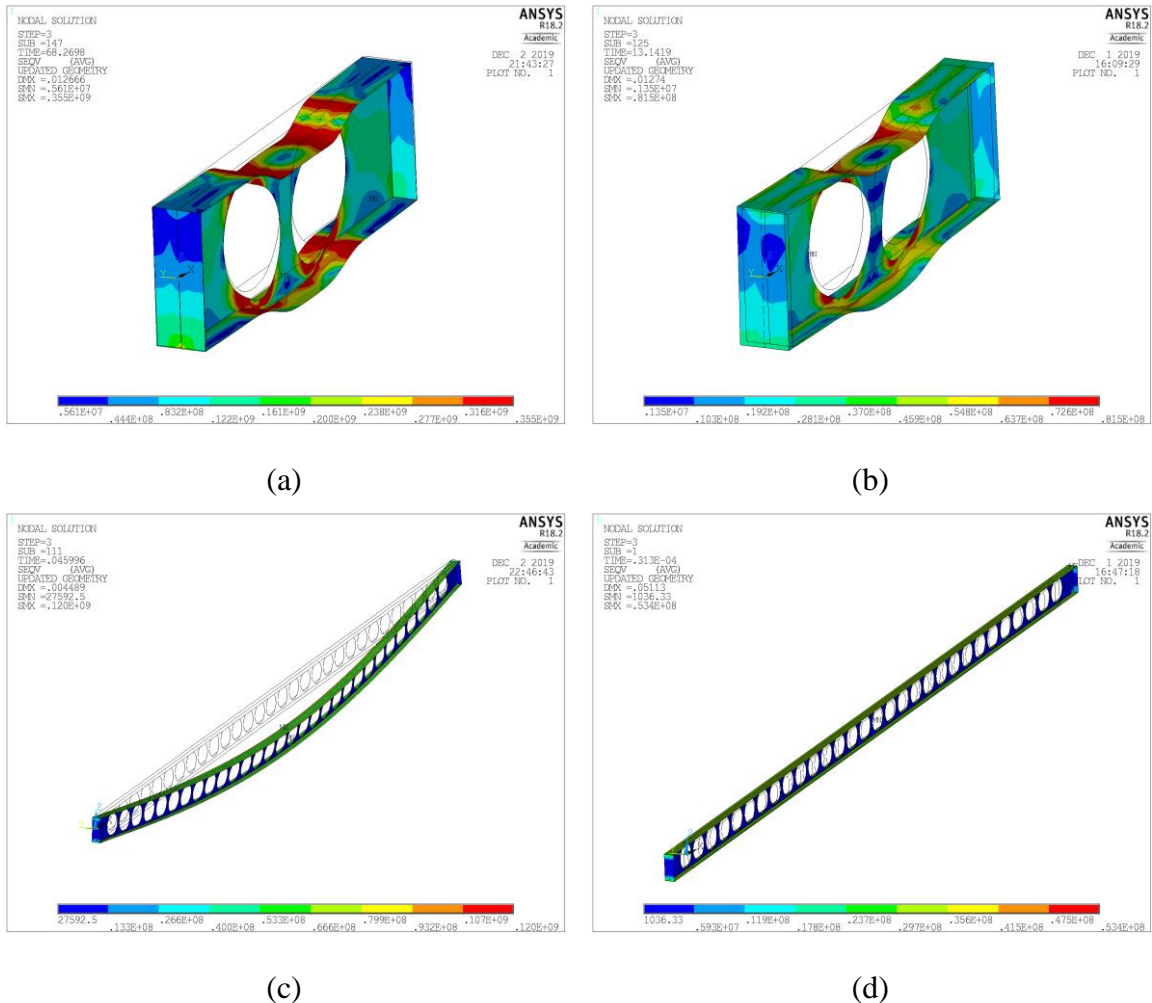 1
NODAL SOLUTION
STEP=3
SUB =147
TIME=68.2698
SEQV (AVG)
UPDATED GEOMETRY
DMX =.012666
SMN =.561E+07
SMX =.355E+09
ANSYS
R18.2
Academic
DEC 2 2019
21:43:27
PLOT NO. 1
Z
Y
X
MN
.561E+07 .832E+08 .161E+09 .238E+09 .316E+09
.444E+08 .122E+09 .200E+09 .277E+09 .355E+09
(a)
1
NODAL SOLUTION
STEP=3
SUB =125
TIME=13.1419
SEQV (AVG)
UPDATED GEOMETRY
DMX =.01274
SMN =.135E+07
SMX =.815E+08
ANSYS
R18.2
Academic
DEC 1 2019
16:09:29
PLOT NO. 1
Z
Y
X
MN
.135E+07 .192E+08 .370E+08 .548E+08 .726E+08
.103E+08 .281E+08 .459E+08 .637E+08 .815E+08
(b)
1
NODAL SOLUTION
STEP=3
SUB =111
TIME=.045996
SEQV (AVG)
UPDATED GEOMETRY
DMX =.004489
SMN =27592.5
SMX =.120E+09
ANSYS
R18.2
Academic
DEC 2 2019
22:46:43
PLOT NO. 1
Z
Y
27592.5 .266E+08 .533E+08 .799E+08 .107E+09
.133E+08 .400E+08 .666E+08 .932E+08 .120E+09
(c)
1
NODAL SOLUTION
STEP=3
SUB =1
TIME=.313E-04
SEQV (AVG)
UPDATED GEOMETRY
DMX =.05113
SMN =1036.33
SMX =.534E+08
ANSYS
R18.2
Academic
DEC 1 2019
16:47:18
PLOT NO. 1
MN
X
1036.33 .119E+08 .237E+08 .356E+08 .475E+08
.593E+07 .178E+08 .297E+08 .415E+08 .534E+08
(d)